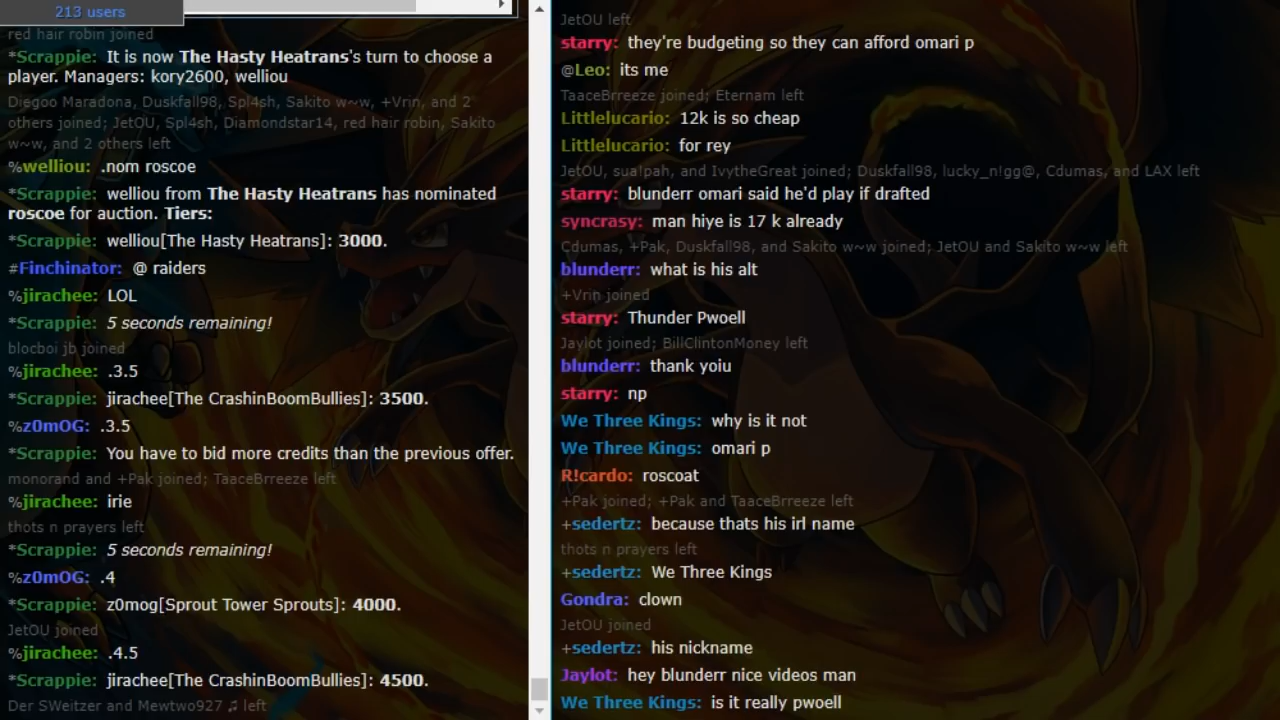 213 users
red hair robin joined
*Scrappie: It is now The Hasty Heatrans's turn to choose a
player. Managers: kory2600, welliou
Diegoo Maradona, Duskfall98, Spl4sh, Sakito w~w, +Vrin, and 2
others joined; JetOU, Spl4sh, Diamondstar14, red hair robin, Sakito
w~w, and 2 others left
%welliou: .nom roscoe
*Scrappie: welliou from The Hasty Heatrans has nominated
roscoe for auction. Tiers:
*Scrappie: welliou[The Hasty Heatrans]: 3000.
#Finchinator: @ raiders
%jirachee: LOL
*Scrappie: 5 seconds remaining!
blocboi jb joined
%jirachee: .3.5
*Scrappie: jirachee[The CrashinBoomBullies]: 3500.
%z0mOG: .3.5
*Scrappie: You have to bid more credits than the previous offer.
monorand and +Pak joined; TaaceBrreeze left
%jirachee: irie
thots n prayers left
*Scrappie: 5 seconds remaining!
%z0mOG: .4
*Scrappie: z0mog[Sprout Tower Sprouts]: 4000.
JetOU joined
%jirachee: .4.5
*Scrappie: jirachee[The CrashinBoomBullies]: 4500.
Der SWeitzer and Mewtwo927 ♫ left
JetOU left
starry: they're budgeting so they can afford omari p
@Leo: its me
TaaceBrreeze joined; Eternam left
Littlelucario: 12k is so cheap
Littlelucario: for rey
JetOU, sua!pah, and IvytheGreat joined; Duskfall98, lucky_n!gg@, Cdumas, and LAX left
starry: blunderr omari said he'd play if drafted
syncrasy: man hiye is 17 k already
Cdumas, +Pak, Duskfall98, and Sakito w~w joined; JetOU and Sakito w~w left
blunderr: what is his alt
+Vrin joined
starry: Thunder Pwoell
Jaylot joined; BillClintonMoney left
blunderr: thank yoiu
starry: np
We Three Kings: why is it not
We Three Kings: omari p
R!cardo: roscoat
+Pak joined; +Pak and TaaceBrreeze left
+sedertz: because thats his irl name
thots n prayers left
+sedertz: We Three Kings
Gondra: clown
JetOU joined
+sedertz: his nickname
Jaylot: hey blunderr nice videos man
We Three Kings: is it really pwoell